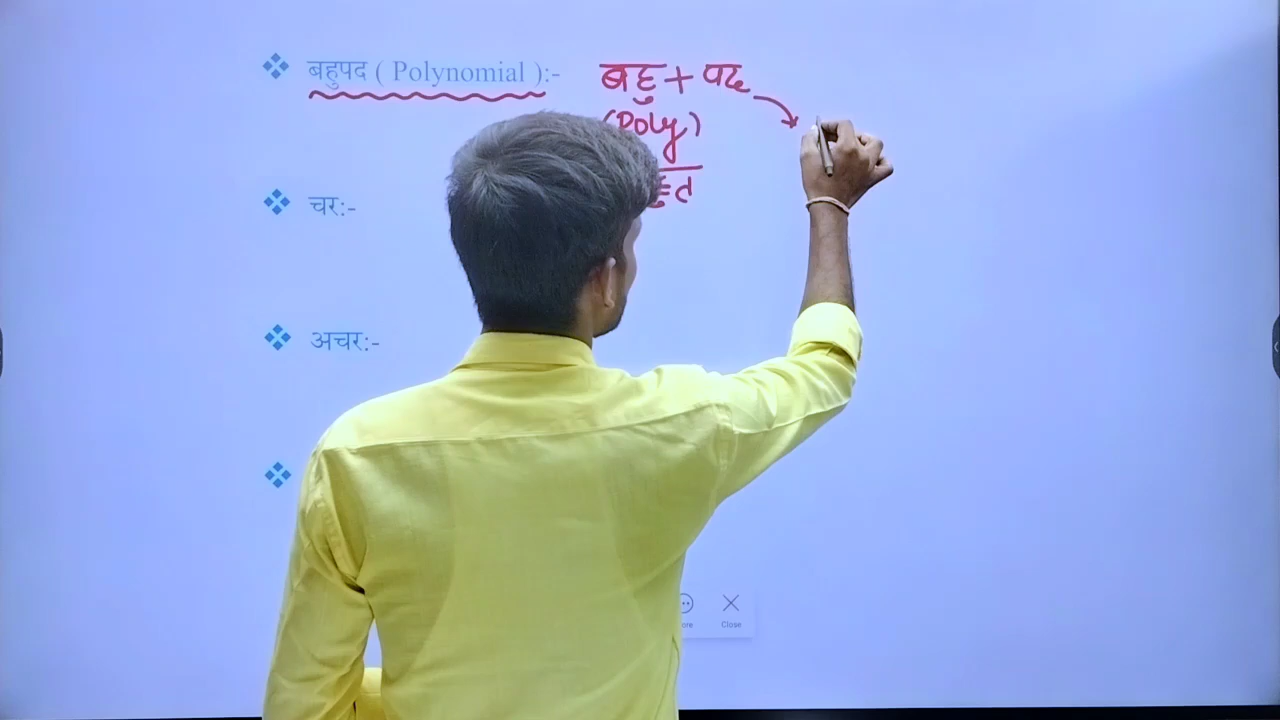 ❖ बहुपद ( Polynomial ):- बहु + पद
(Poly)
❖ चर:-
❖ अचर:-
Close